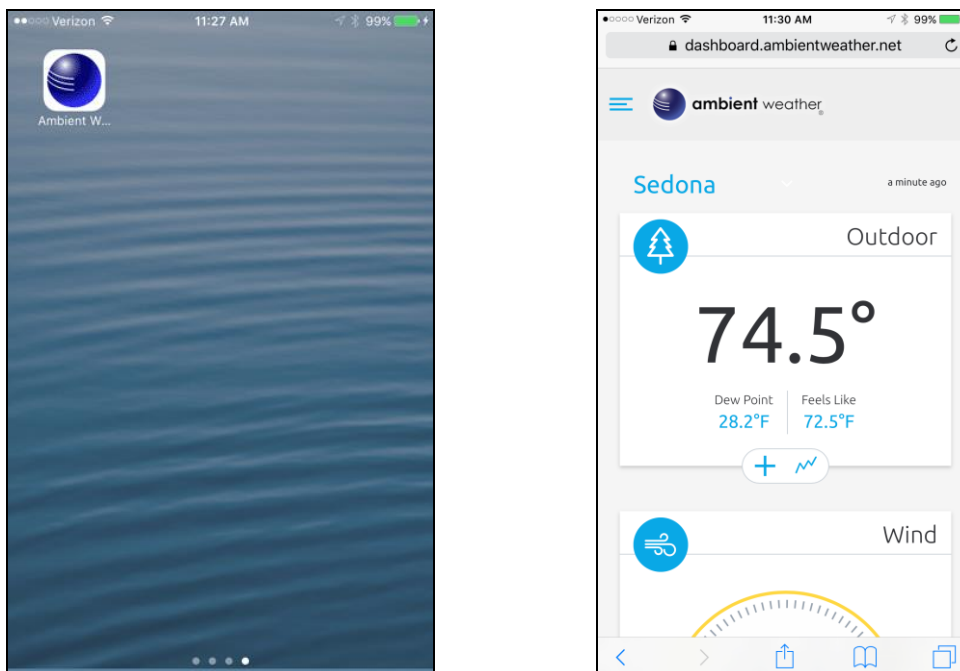 Verizon 11:27 AM 99%
Ambient W...
Verizon 11:30 AM 99%
dashboard.ambientweather.net
ambient weather®
Sedona a minute ago
Outdoor
74.5°
Dew Point Feels Like
28.2°F 72.5°F
Wind